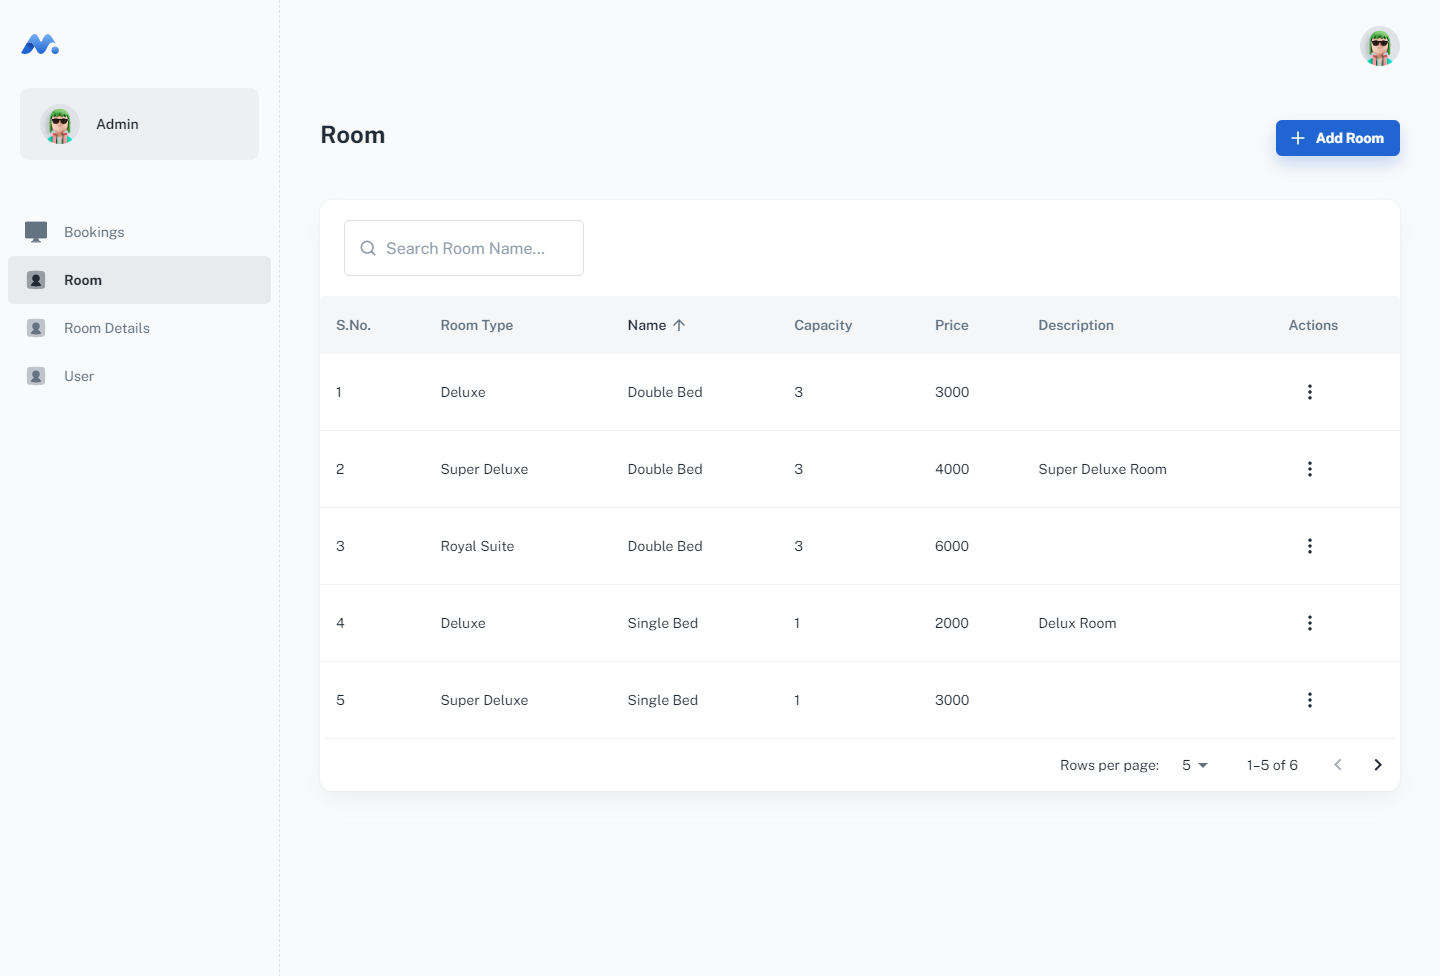 Admin
Bookings
Room
Room Details
User
Room
Add Room
Search Room Name...
S.No. Room Type Name Capacity Price Description Actions
1 Deluxe Double Bed 3 3000
2 Super Deluxe Double Bed 3 4000 Super Deluxe Room
3 Royal Suite Double Bed 3 6000
4 Deluxe Single Bed 1 2000 Delux Room
5 Super Deluxe Single Bed 1 3000
Rows per page: 5 1–5 of 6